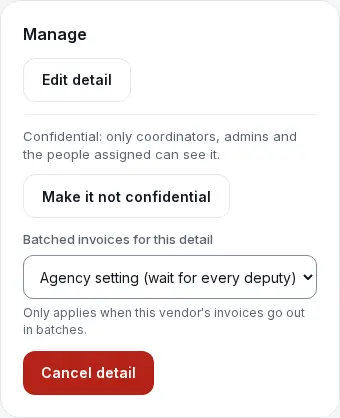 Manage
Edit detail
Confidential: only coordinators, admins and
the people assigned can see it.
Make it not confidential
Batched invoices for this detail
Agency setting (wait for every deputy)
Only applies when this vendor's invoices go out
in batches.
Cancel detail